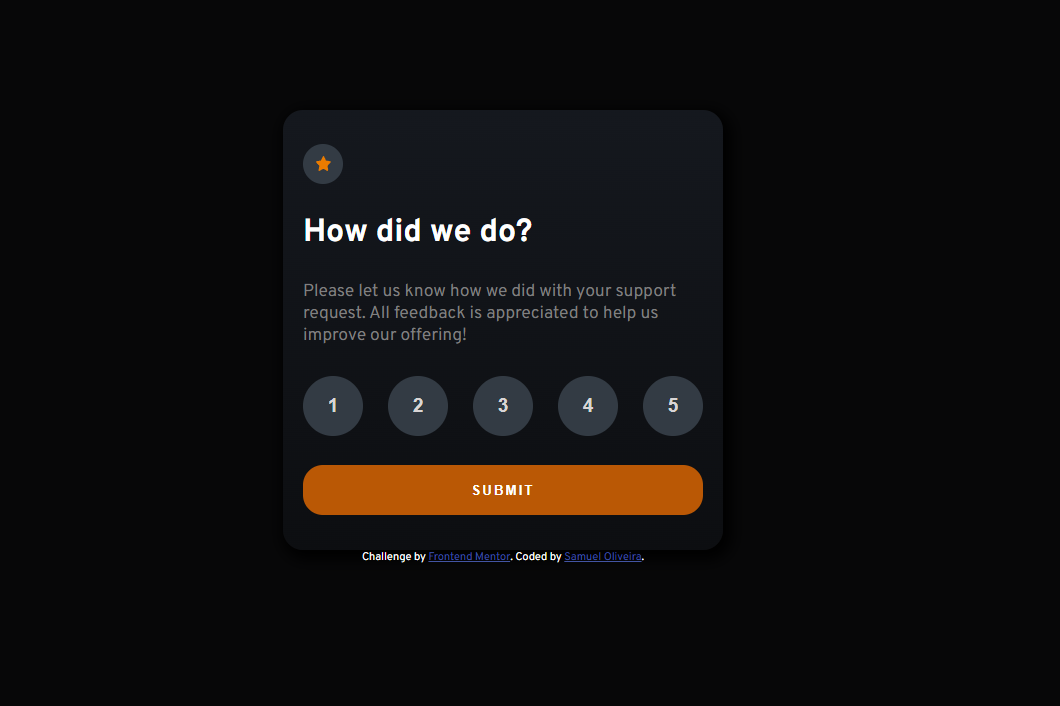 How did we do?
Please let us know how we did with your support
request. All feedback is appreciated to help us
improve our offering!
1 2 3 4 5
SUBMIT
Challenge by Frontend Mentor. Coded by Samuel Oliveira.